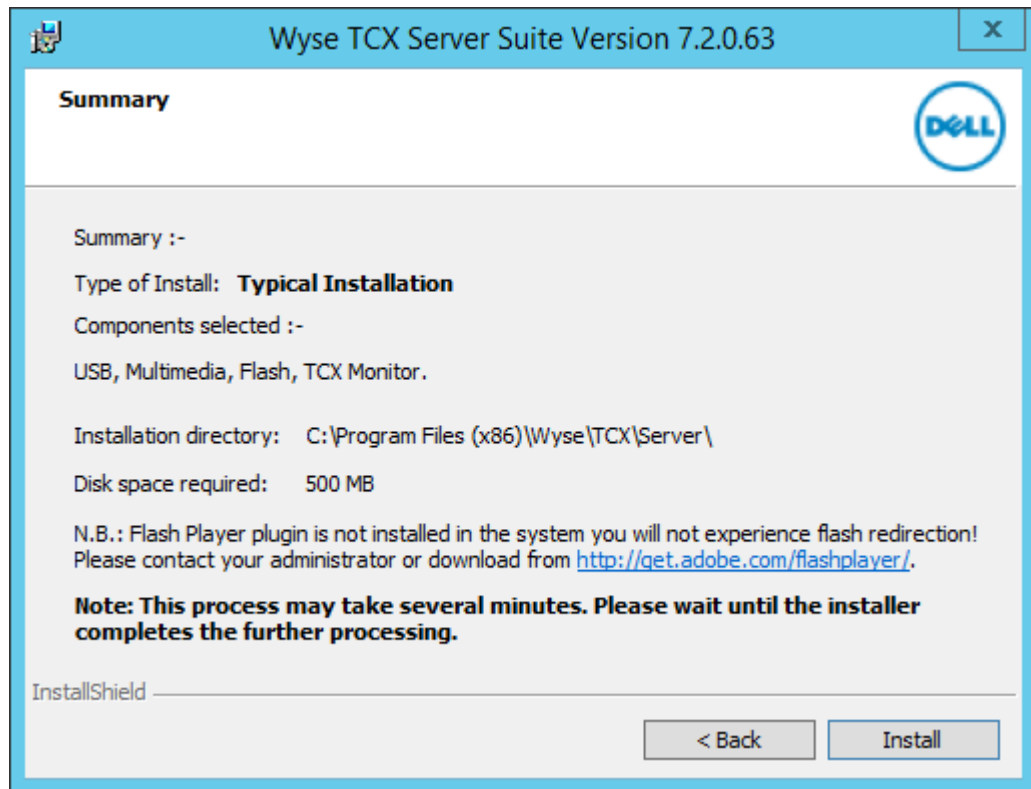 Wyse TCX Server Suite Version 7.2.0.63
x
Summary
DELL
Summary :-
Type of Install: Typical Installation
Components selected :-
USB, Multimedia, Flash, TCX Monitor.
Installation directory: C:\Program Files (x86)\Wyse\TCX\Server\
Disk space required: 500 MB
N.B.: Flash Player plugin is not installed in the system you will not experience flash redirection!
Please contact your administrator or download from http://get.adobe.com/flashplayer/.
Note: This process may take several minutes. Please wait until the installer
completes the further processing.
InstallShield
< Back Install